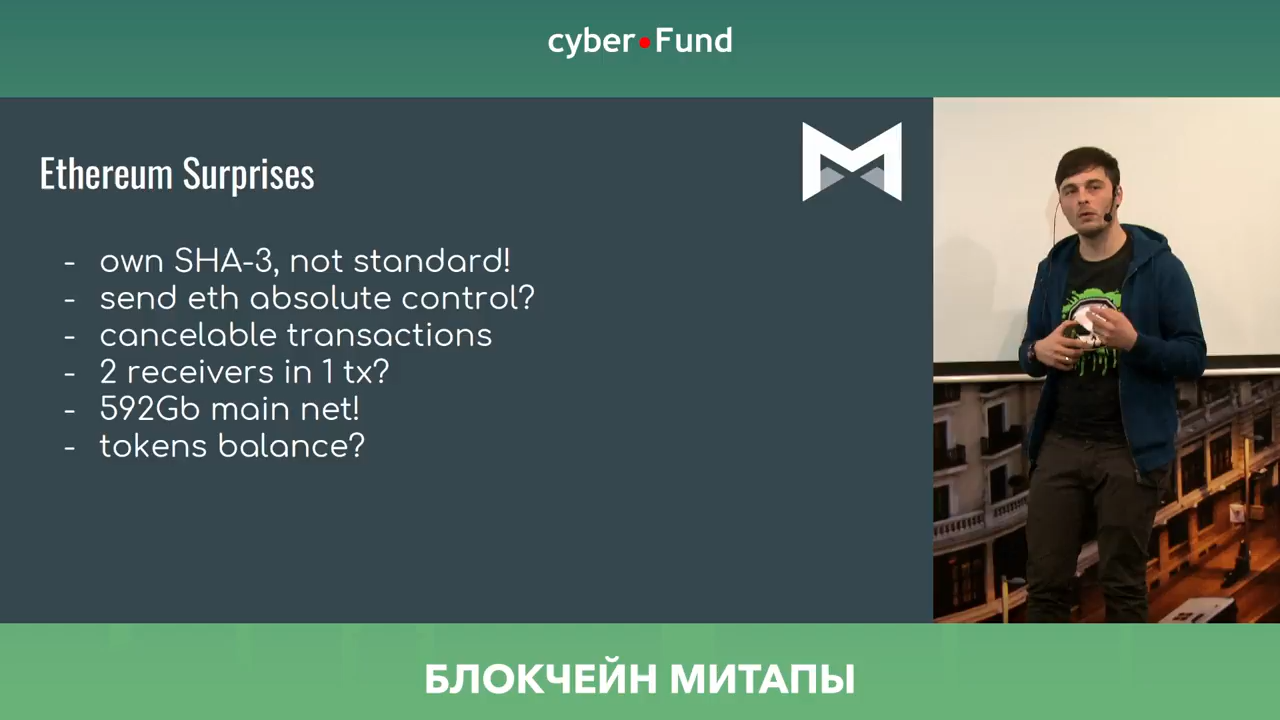 cyber•Fund
Ethereum Surprises
- own SHA-3, not standard!
- send eth absolute control?
- cancelable transactions
- 2 receivers in 1 tx?
- 592Gb main net!
- tokens balance?
БЛОКЧЕЙН МИТАПЫ